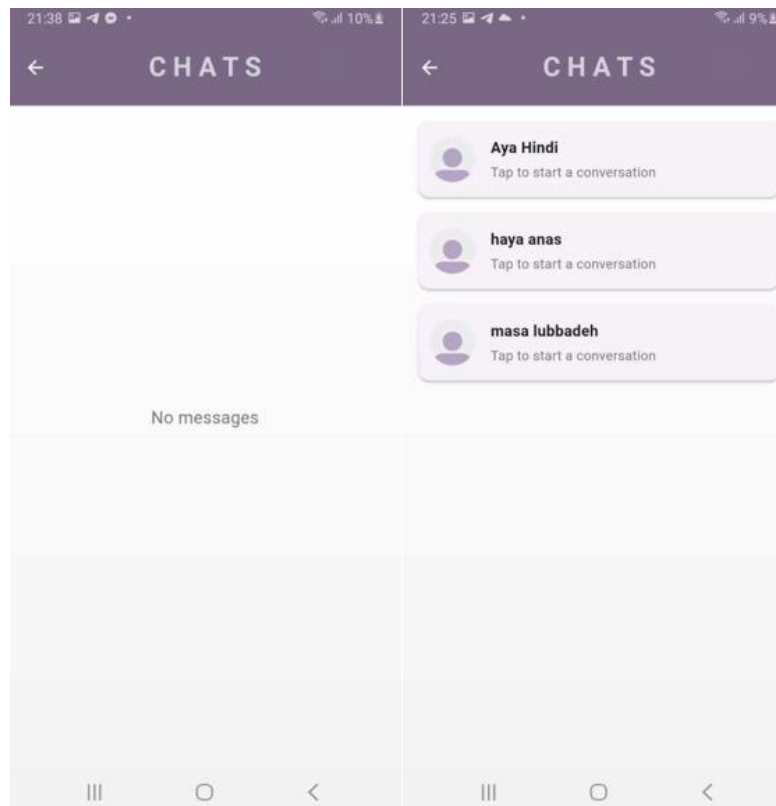 21:38
10%
CHATS
No messages
21:25
9%
CHATS
Aya Hindi
Tap to start a conversation
haya anas
Tap to start a conversation
masa lubbadeh
Tap to start a conversation